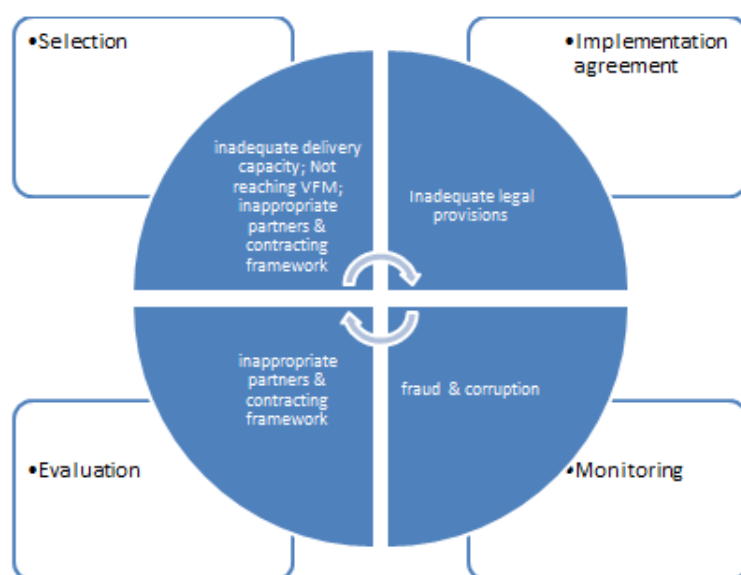 •Selection
•Implementation
agreement
inadequate delivery
capacity; Not
reaching VFM;
inappropriate
partners &
contracting
framework
Inadequate legal
provisions
inappropriate
partners &
contracting
framework
fraud & corruption
•Evaluation
•Monitoring